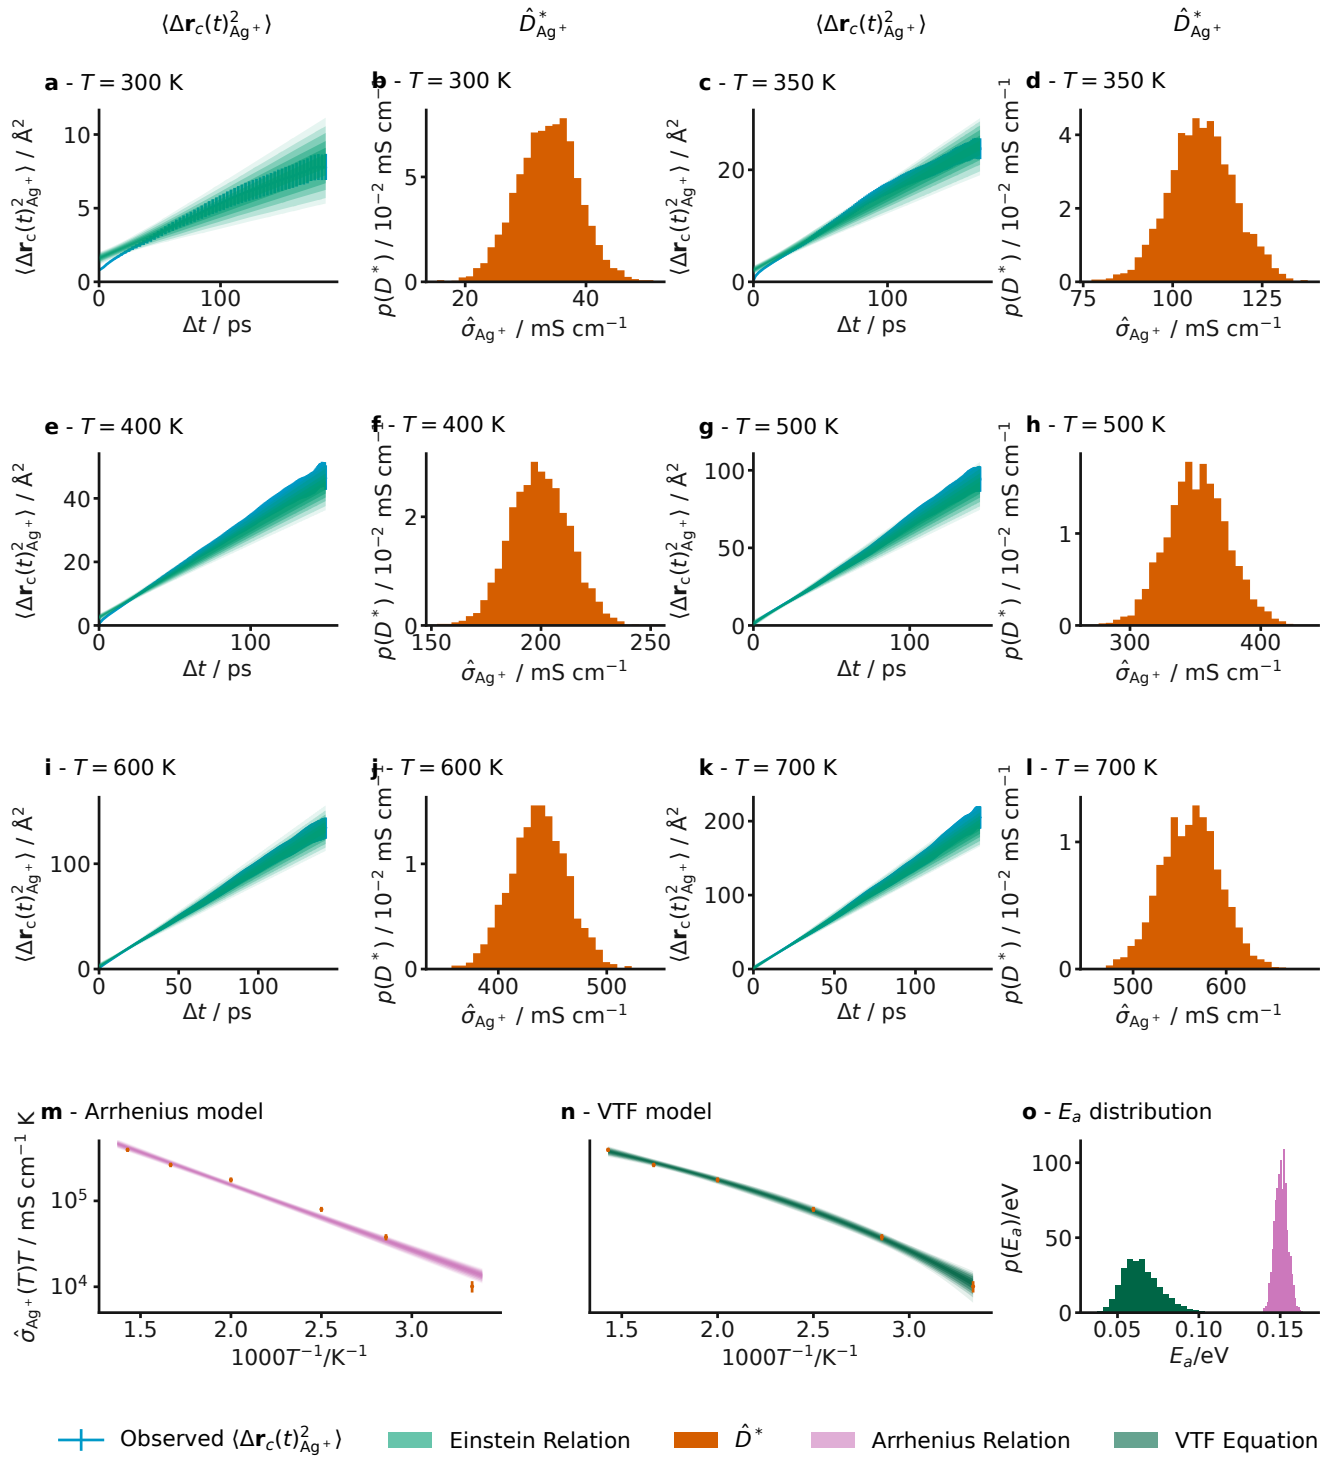 ⟨Δr_c(t)²_Ag⁺⟩ D̂*_Ag⁺ ⟨Δr_c(t)²_Ag⁺⟩ D̂*_Ag⁺
a - T = 300 K
⟨Δr_c(t)²_Ag⁺⟩ / Å²
10
5
0
0 100
Δt / ps
b - T = 300 K
p(D*) / 10⁻² mS cm⁻¹
5
0
20 40
σ̂_Ag⁺ / mS cm⁻¹
c - T = 350 K
⟨Δr_c(t)²_Ag⁺⟩ / Å²
20
0
0 100
Δt / ps
d - T = 350 K
p(D*) / 10⁻² mS cm⁻¹
4
2
0
75 100 125
σ̂_Ag⁺ / mS cm⁻¹
e - T = 400 K
⟨Δr_c(t)²_Ag⁺⟩ / Å²
40
20
0
0 100
Δt / ps
f - T = 400 K
p(D*) / 10⁻² mS cm⁻¹
2
0
150 200 250
σ̂_Ag⁺ / mS cm⁻¹
g - T = 500 K
⟨Δr_c(t)²_Ag⁺⟩ / Å²
100
50
0
0 100
Δt / ps
h - T = 500 K
p(D*) / 10⁻² mS cm⁻¹
1
0
300 400
σ̂_Ag⁺ / mS cm⁻¹
i - T = 600 K
⟨Δr_c(t)²_Ag⁺⟩ / Å²
100
0
0 50 100
Δt / ps
j - T = 600 K
p(D*) / 10⁻² mS cm⁻¹
1
0
400 500
σ̂_Ag⁺ / mS cm⁻¹
k - T = 700 K
⟨Δr_c(t)²_Ag⁺⟩ / Å²
200
100
0
0 50 100
Δt / ps
l - T = 700 K
p(D*) / 10⁻² mS cm⁻¹
1
0
500 600
σ̂_Ag⁺ / mS cm⁻¹
m - Arrhenius model
σ̂_Ag⁺(T)T / mS cm⁻¹ K
10⁵
10⁴
1.5 2.0 2.5 3.0
1000T⁻¹/K⁻¹
n - VTF model
1.5 2.0 2.5 3.0
1000T⁻¹/K⁻¹
o - E_a distribution
p(E_a)/eV
100
50
0
0.05 0.10 0.15
E_a/eV
Observed ⟨Δr_c(t)²_Ag⁺⟩ Einstein Relation D̂* Arrhenius Relation VTF Equation